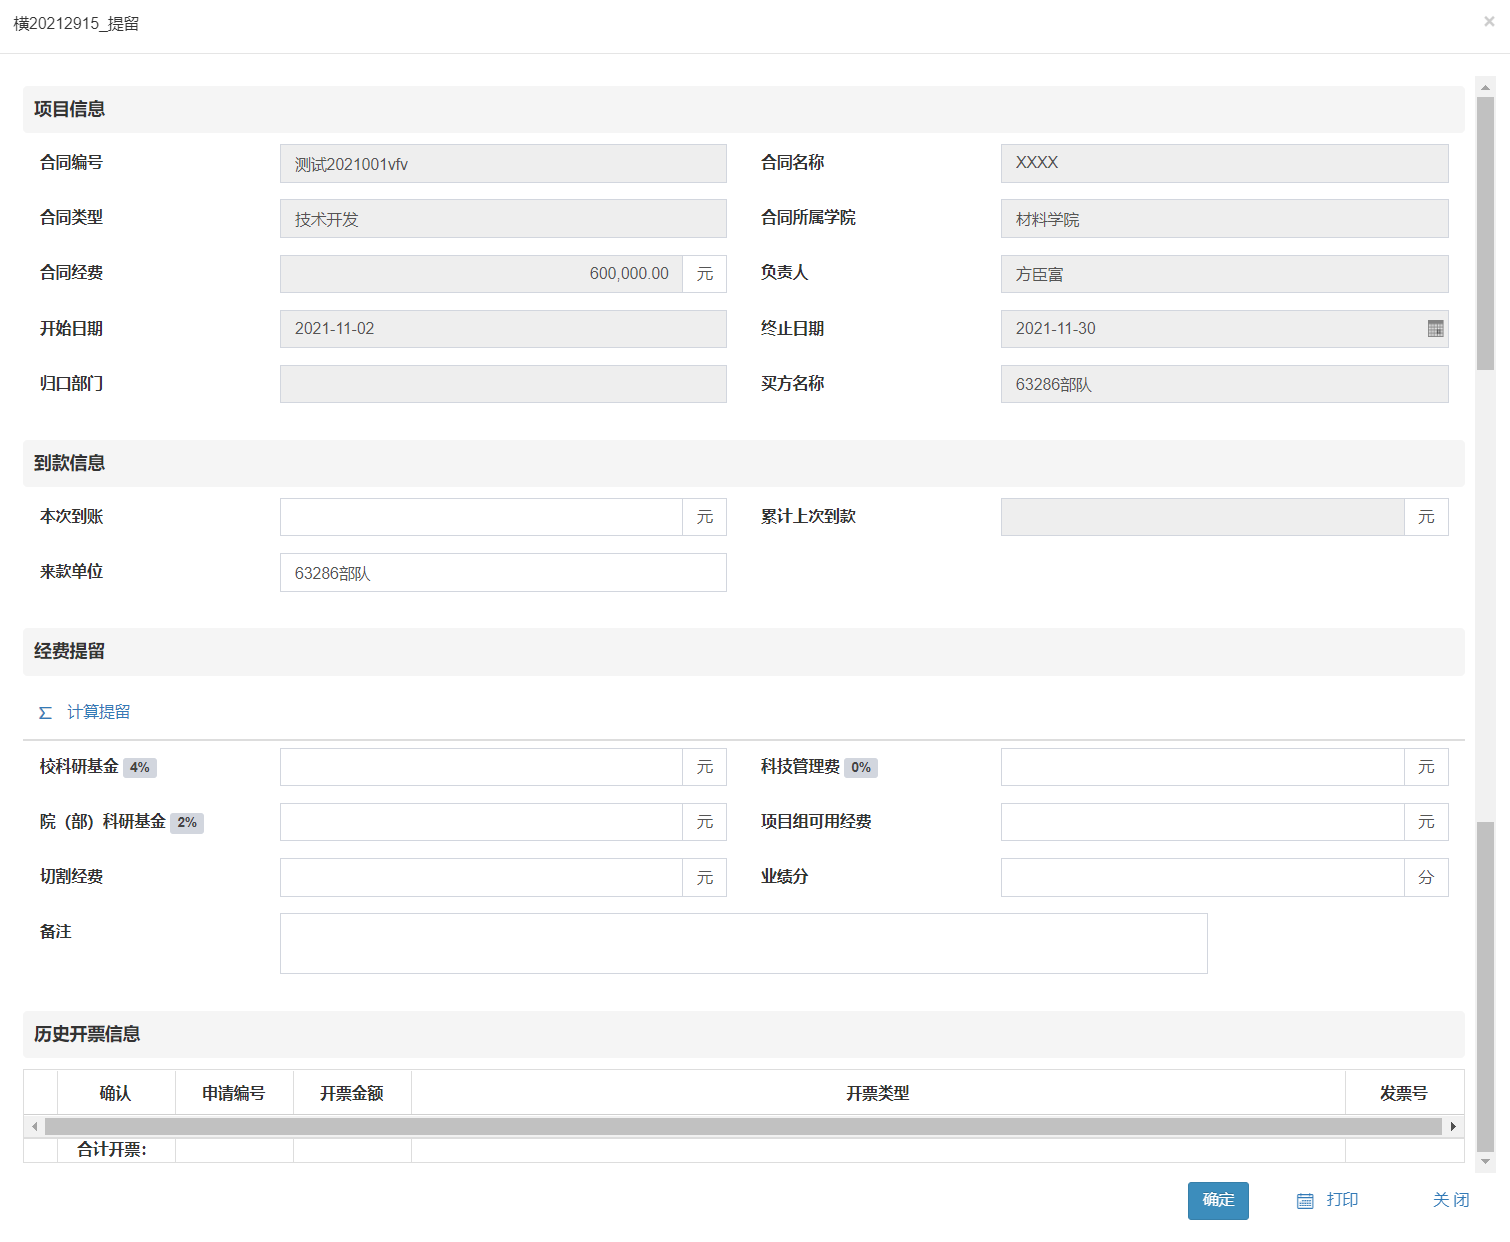 横20212915_提留
×
项目信息
合同编号 测试2021001vfv 合同名称 XXXX
合同类型 技术开发 合同所属学院 材料学院
合同经费 600,000.00 元 负责人 方臣富
开始日期 2021-11-02 终止日期 2021-11-30
归口部门 买方名称 63286部队
到款信息
本次到账 元 累计上次到款 元
来款单位 63286部队
经费提留
Σ 计算提留
校科研基金 4% 元 科技管理费 0% 元
院（部）科研基金 2% 元 项目组可用经费 元
切割经费 元 业绩分 分
备注
历史开票信息
确认 申请编号 开票金额 开票类型 发票号
合计开票：
确定 打印 关 闭